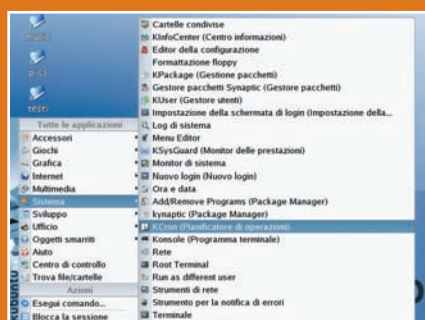 music
testi
Tutte le applicazioni
Accessori
Giochi
Grafica
Internet
Multimedia
Sistema
Sviluppo
Ufficio
Oggetti smarriti
Aiuto
Centro di controllo
Trova file/cartelle
Azioni
Esegui comando...
Blocca la sessione
kubuntu
Cartelle condivise
KInfoCenter (Centro informazioni)
Editor della configurazione
Formattazione floppy
KPackage (Gestione pacchetti)
Gestore pacchetti Synaptic (Gestore pacchetti)
KUser (Gestore utenti)
Impostazione della schermata di login (Impostazione della...
Log di sistema
Menu Editor
KSysGuard (Monitor delle prestazioni)
Monitor di sistema
Nuovo login (Nuovo login)
Ora e data
Add/Remove Programs (Package Manager)
kynaptic (Package Manager)
KCron (Pianificatore di operazioni)
Konsole (Programma terminale)
Rete
Root Terminal
Run as different user
Strumenti di rete
Strumento per la notifica di errori
Terminale